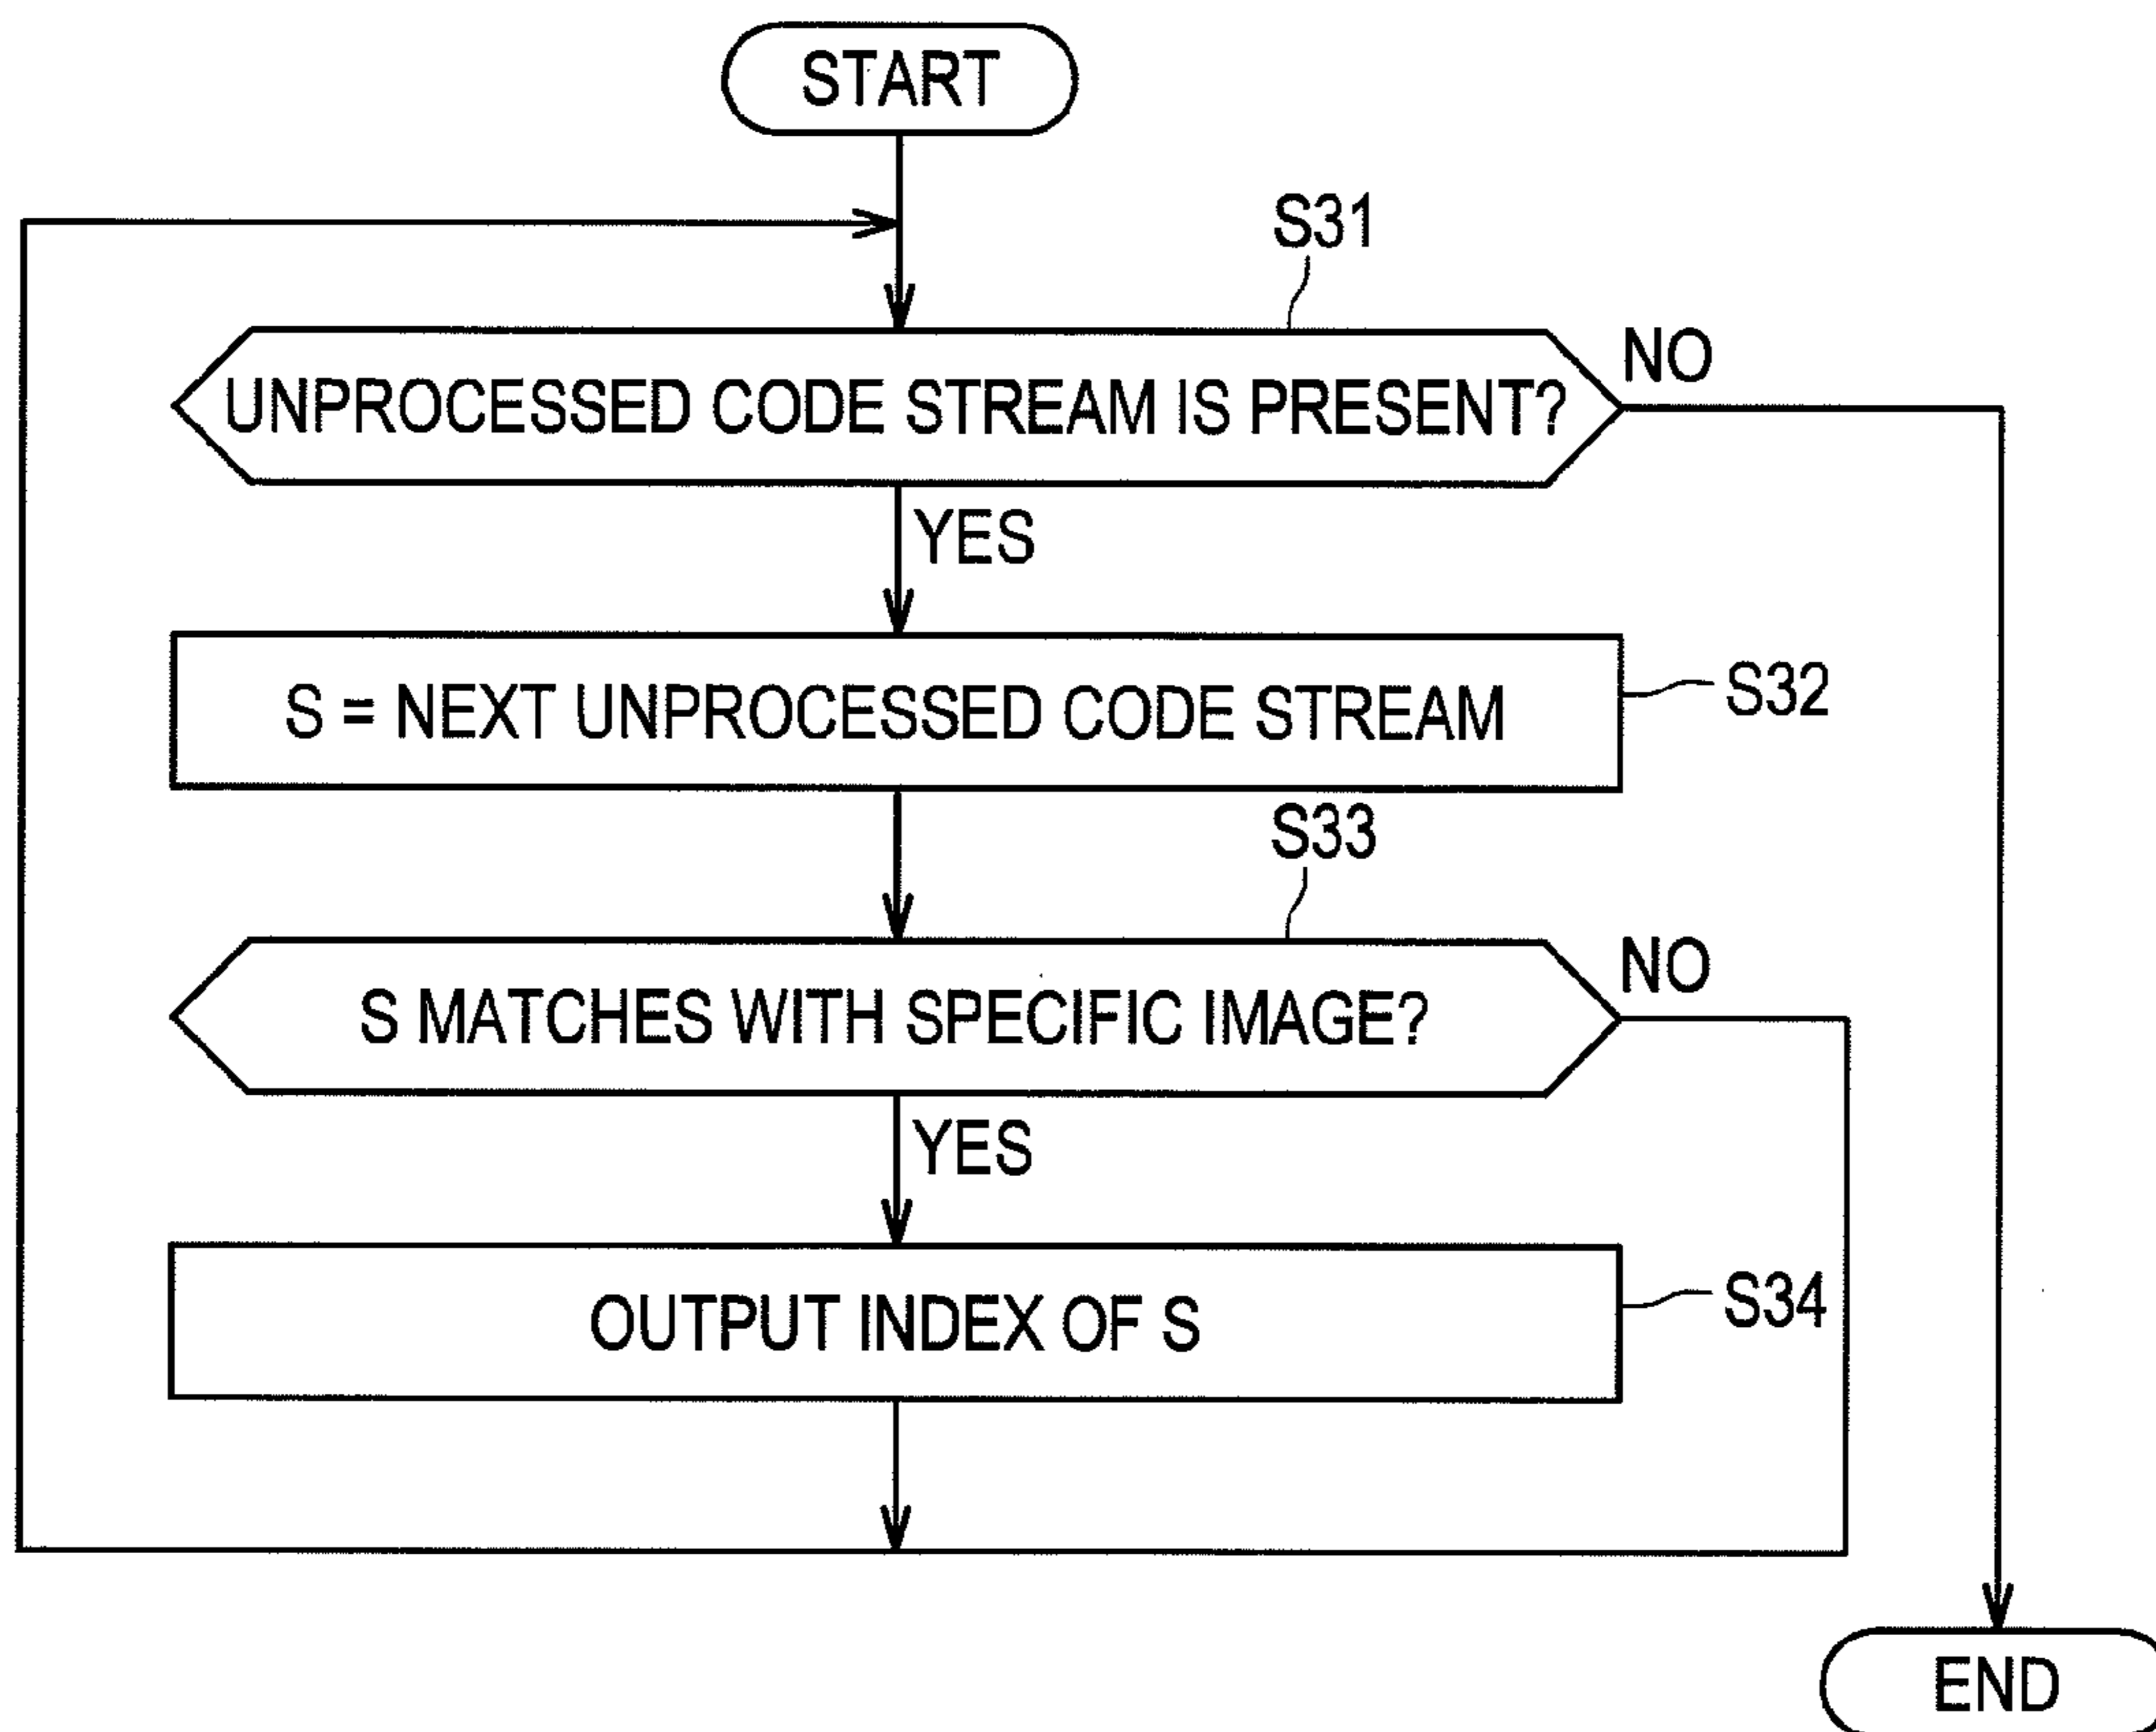 START
S31
UNPROCESSED CODE STREAM IS PRESENT?
NO
YES
S = NEXT UNPROCESSED CODE STREAM
S32
S33
S MATCHES WITH SPECIFIC IMAGE?
NO
YES
OUTPUT INDEX OF S
S34
END